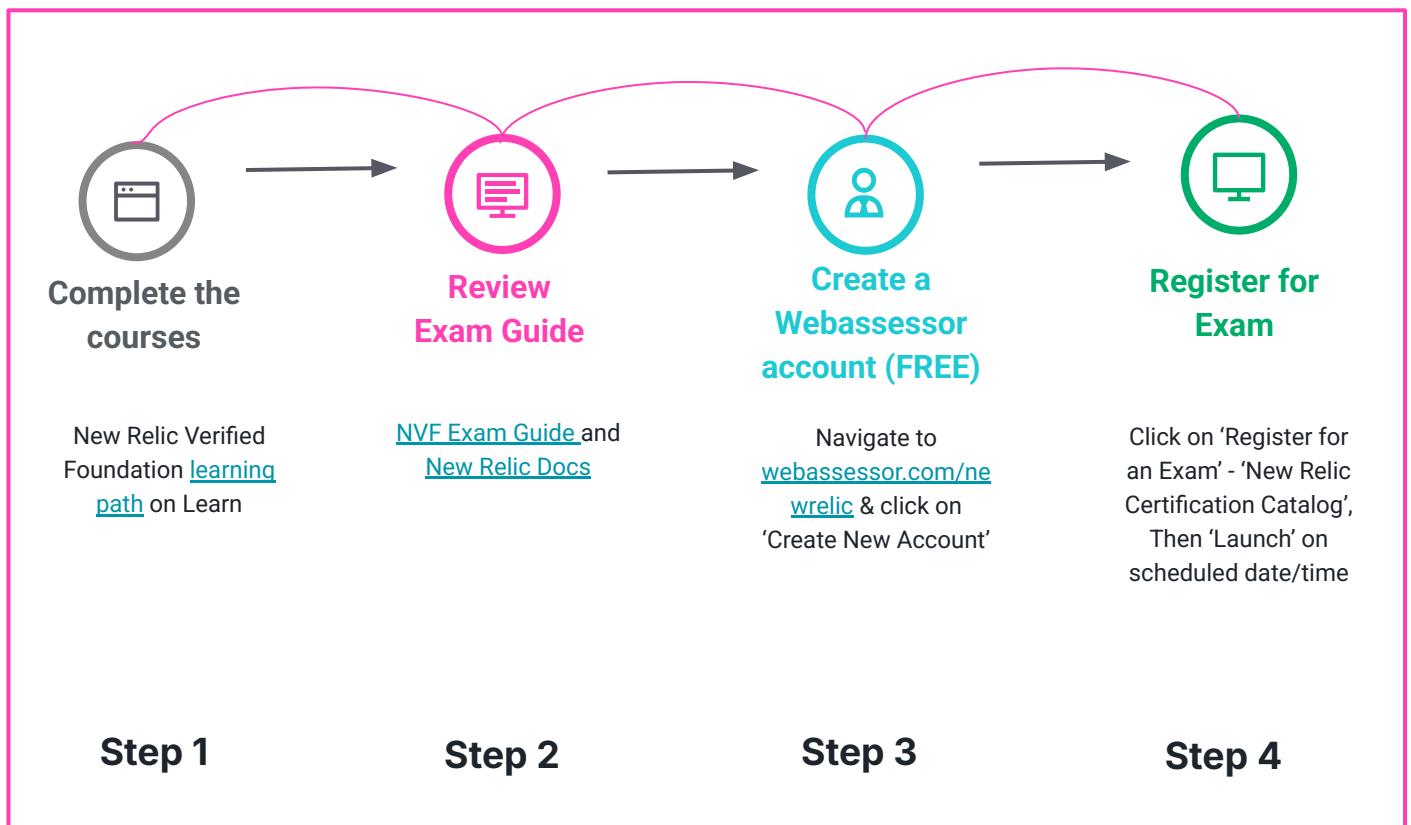 Complete the
courses
New Relic Verified
Foundation learning
path on Learn
Step 1
Review
Exam Guide
NVF Exam Guide and
New Relic Docs
Step 2
Create a
Webassessor
account (FREE)
Navigate to
webassessor.com/ne
wrelic & click on
‘Create New Account’
Step 3
Register for
Exam
Click on ‘Register for
an Exam’ - ‘New Relic
Certification Catalog’,
Then ‘Launch’ on
scheduled date/time
Step 4